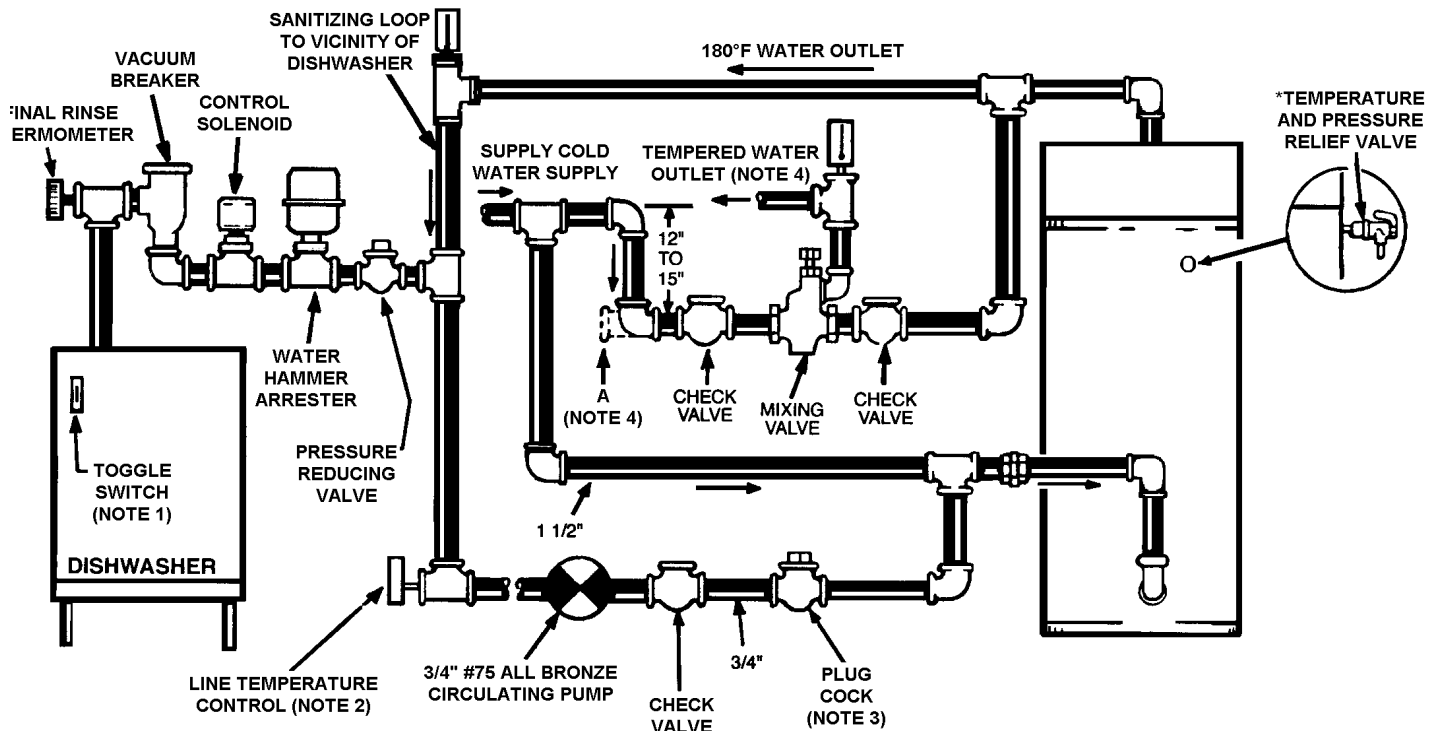 SANITIZING LOOP
TO VICINITY OF
DISHWASHER
180°F WATER OUTLET
VACUUM
BREAKER
CONTROL
SOLENOID
FINAL RINSE
ERMOMETER
*TEMPERATURE
AND PRESSURE
RELIEF VALVE
SUPPLY COLD
WATER SUPPLY
TEMPERED WATER
OUTLET (NOTE 4)
12"
TO
15"
WATER
HAMMER
ARRESTER
A
(NOTE 4)
CHECK
VALVE
MIXING
VALVE
CHECK
VALVE
PRESSURE
REDUCING
VALVE
TOGGLE
SWITCH
(NOTE 1)
1 1/2"
DISHWASHER
3/4"
LINE TEMPERATURE
CONTROL (NOTE 2)
3/4" #75 ALL BRONZE
CIRCULATING PUMP
CHECK
VALVE
PLUG
COCK
(NOTE 3)